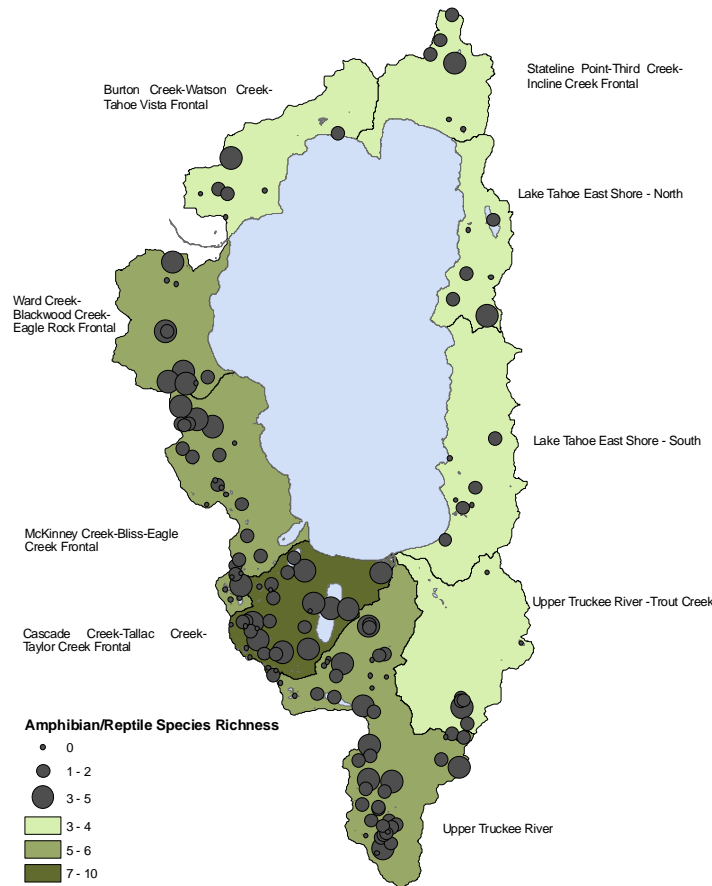 Stateline Point-Third Creek-
Incline Creek Frontal
Burton Creek-Watson Creek-
Tahoe Vista Frontal
Lake Tahoe East Shore - North
Ward Creek-
Blackwood Creek-
Eagle Rock Frontal
Lake Tahoe East Shore - South
McKinney Creek-Bliss-Eagle
Creek Frontal
Upper Truckee River -Trout Creek
Cascade Creek-Tallac Creek-
Taylor Creek Frontal
Upper Truckee River
Amphibian/Reptile Species Richness
0
1 - 2
3 - 5
3 - 4
5 - 6
7 - 10